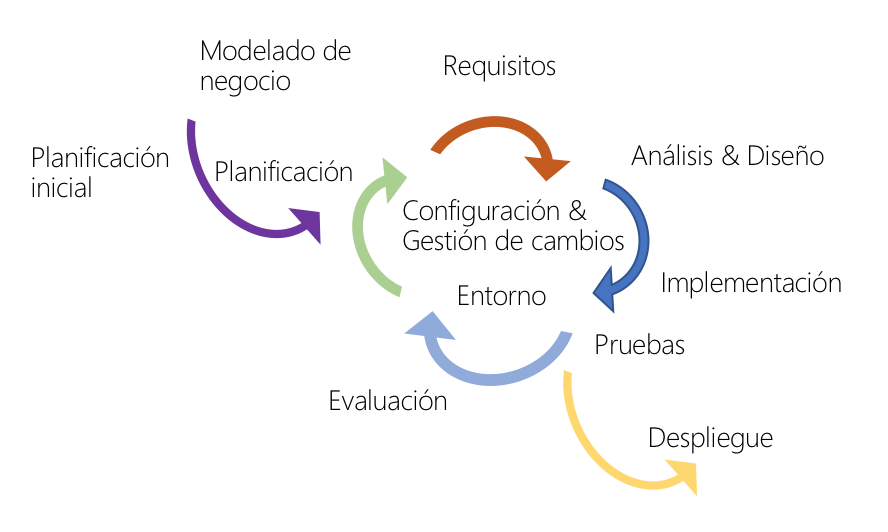 Modelado de
negocio
Requisitos
Planificación
inicial
Planificación
Análisis & Diseño
Configuración &
Gestión de cambios
Implementación
Entorno
Pruebas
Evaluación
Despliegue